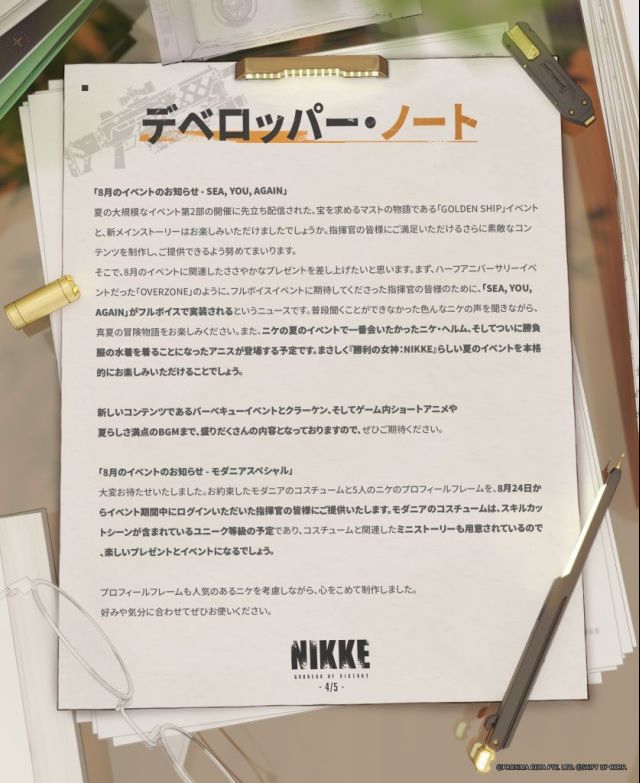 デベロッパー・ノート
「8月のイベントのお知らせ - SEA, YOU, AGAIN」
夏の大規模なイベント第2部の開催に先立ち配信された、宝を求めるマストの物語である「GOLDEN SHIP」イベント
と、新メインストーリーはお楽しみいただけましたでしょうか。指揮官の皆様にご満足いただけるさらに素敵なコン
テンツを制作し、ご提供できるよう努めてまいります。
そこで、8月のイベントに関連したささやかなプレゼントを差し上げたいと思います。まず、ハーフアニバーサリーイベ
ントだった「OVERZONE」のように、フルボイスイベントに期待してくださった指揮官の皆様のために、「SEA, YOU,
AGAIN」がフルボイスで実装されるというニュースです。普段聞くことができなかった色んなニケの声を聞きながら、
真夏の冒険物語をお楽しみください。また、ニケの夏のイベントで一番会いたかったニケ・ヘルム、そしてついに勝負
服の水着を着ることになったアニスが登場する予定です。まさしく『勝利の女神：NIKKE』らしい夏のイベントを本格
的にお楽しみいただけることでしょう。
新しいコンテンツであるバーベキューイベントとクラーケン、そしてゲーム内ショートアニメや
夏らしさ満点のBGMまで、盛りだくさんの内容となっておりますので、ぜひご期待ください。
「8月のイベントのお知らせ - モダニアスペシャル」
大変お待たせいたしました。お約束したモダニアのコスチュームと5人のニケのプロフィールフレームを、8月24日か
らイベント期間中にログインいただいた指揮官の皆様にご提供いたします。モダニアのコスチュームは、スキルカッ
トシーンが含まれているユニーク等級の予定であり、コスチュームと関連したミニストーリーも用意されているので
、楽しいプレゼントとイベントになるでしょう。
プロフィールフレームも人気のあるニケを考慮しながら、心をこめて制作しました。
好みや気分に合わせてぜひお使いください。
NIKKE
GODDESS OF VICTORY
- 4/5 -
©PROXIMA BETA PTE. LTD. ©SHIFT UP CORP.